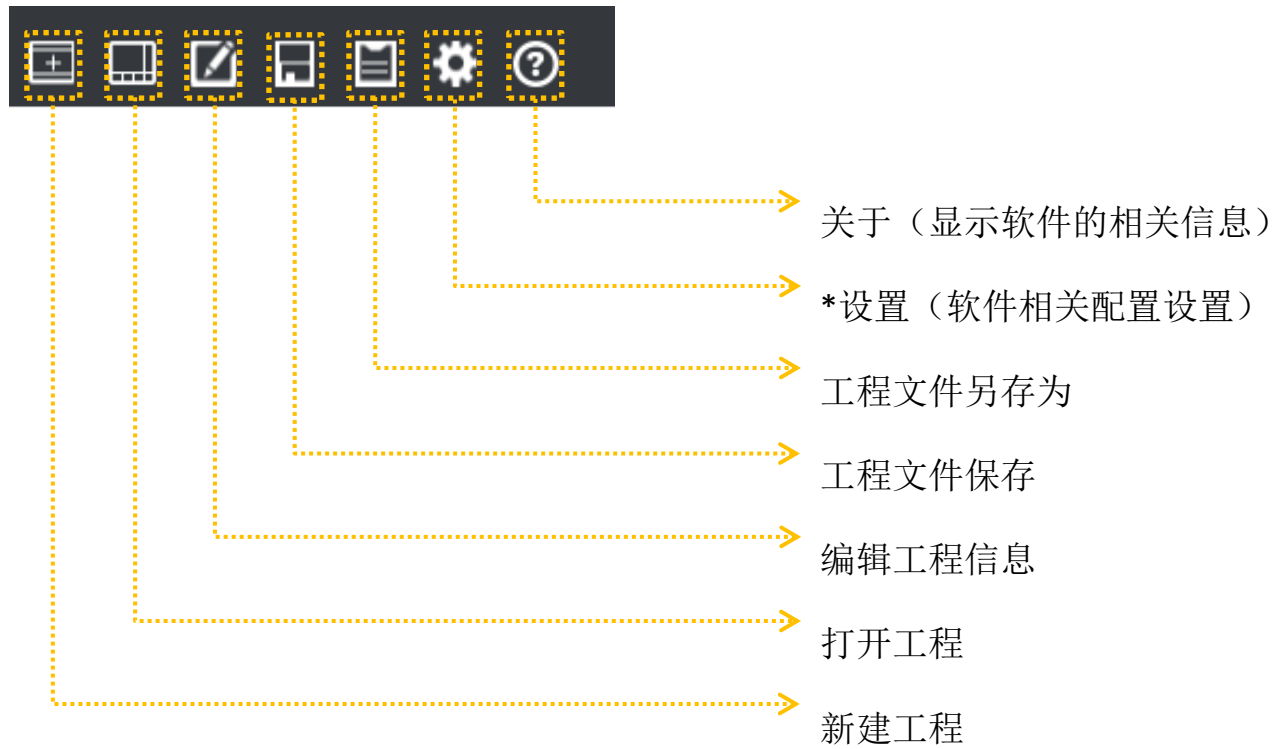 关于（显示软件的相关信息）
*设置（软件相关配置设置）
工程文件另存为
工程文件保存
编辑工程信息
打开工程
新建工程